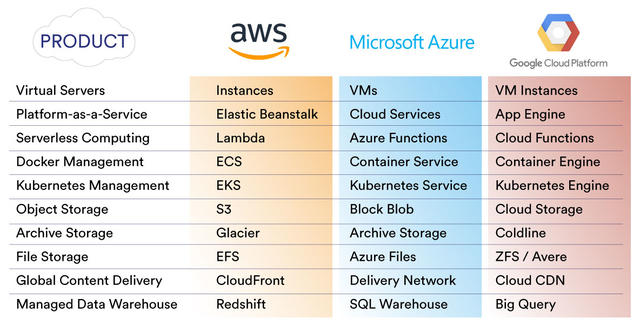 PRODUCT aws Microsoft Azure Google Cloud Platform
Virtual Servers Instances VMs VM Instances
Platform-as-a-Service Elastic Beanstalk Cloud Services App Engine
Serverless Computing Lambda Azure Functions Cloud Functions
Docker Management ECS Container Service Container Engine
Kubernetes Management EKS Kubernetes Service Kubernetes Engine
Object Storage S3 Block Blob Cloud Storage
Archive Storage Glacier Archive Storage Coldline
File Storage EFS Azure Files ZFS / Avere
Global Content Delivery CloudFront Delivery Network Cloud CDN
Managed Data Warehouse Redshift SQL Warehouse Big Query